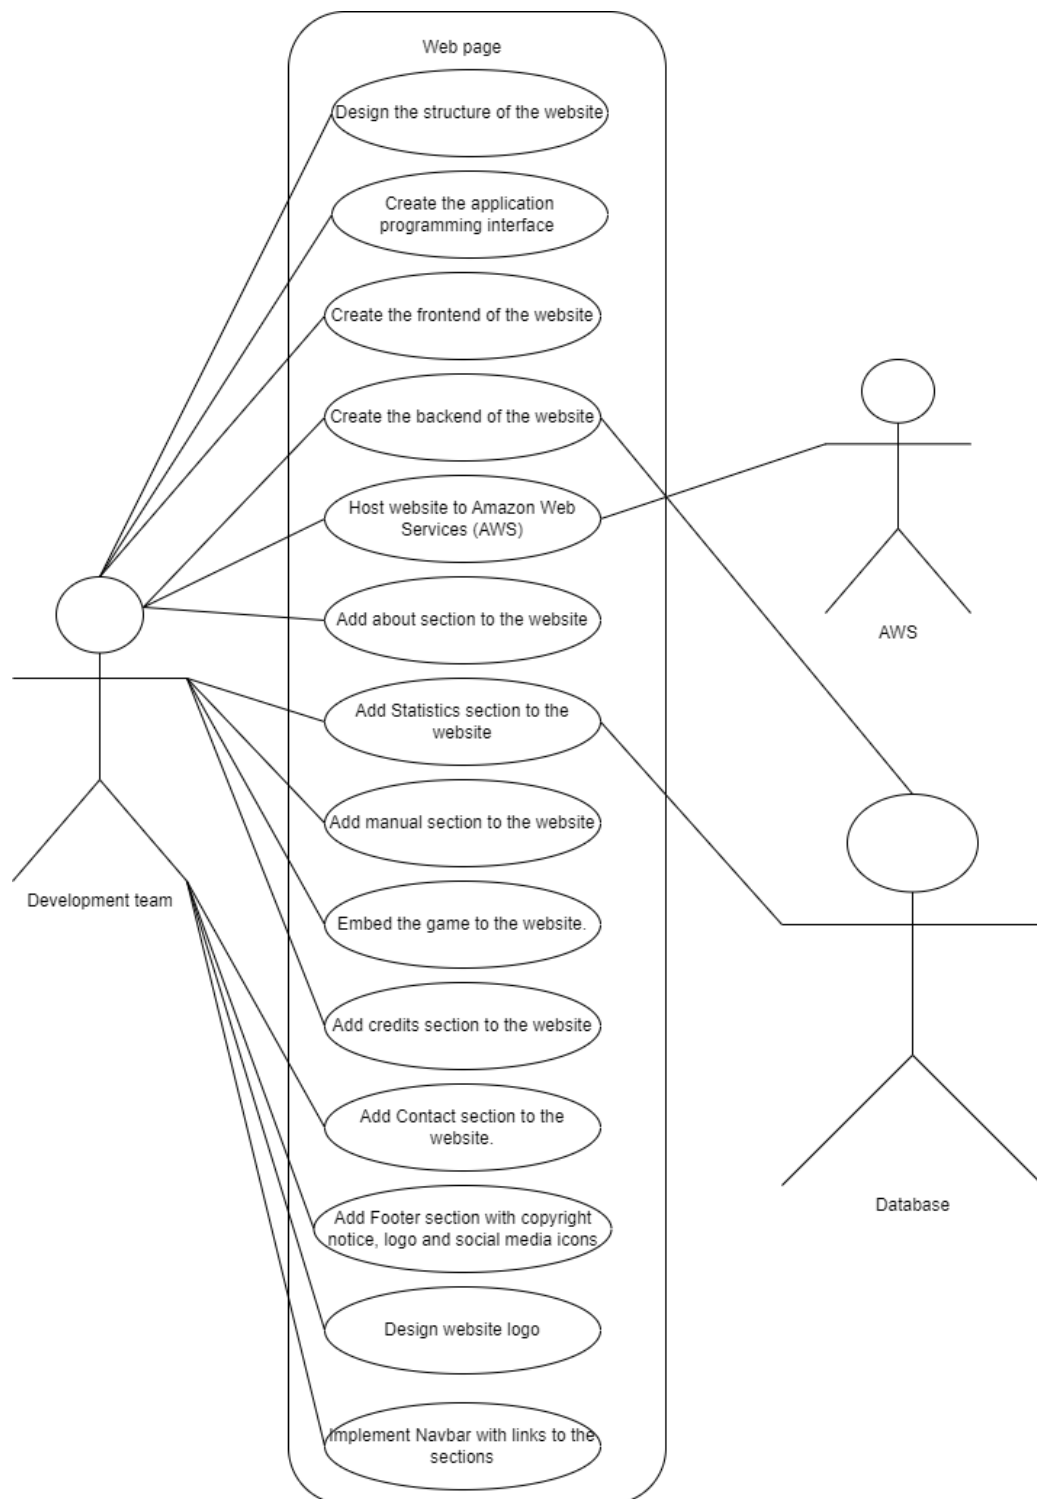 Web page
Design the structure of the website
Create the application
programming interface
Create the frontend of the website
Create the backend of the website
Host website to Amazon Web
Services (AWS)
AWS
Add about section to the website
Add Statistics section to the
website
Add manual section to the website
Development team
Embed the game to the website.
Add credits section to the website
Add Contact section to the
website.
Database
Add Footer section with copyright
notice, logo and social media icons
Design website logo
Implement Navbar with links to the
sections